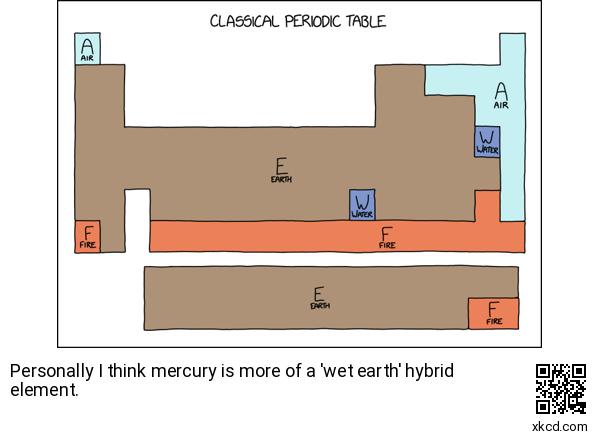 CLASSICAL PERIODIC TABLE
A
AIR
A
AIR
W
WATER
E
EARTH
W
WATER
F
FIRE
F
FIRE
E
EARTH
F
FIRE
Personally I think mercury is more of a 'wet earth' hybrid
element.
xkcd.com